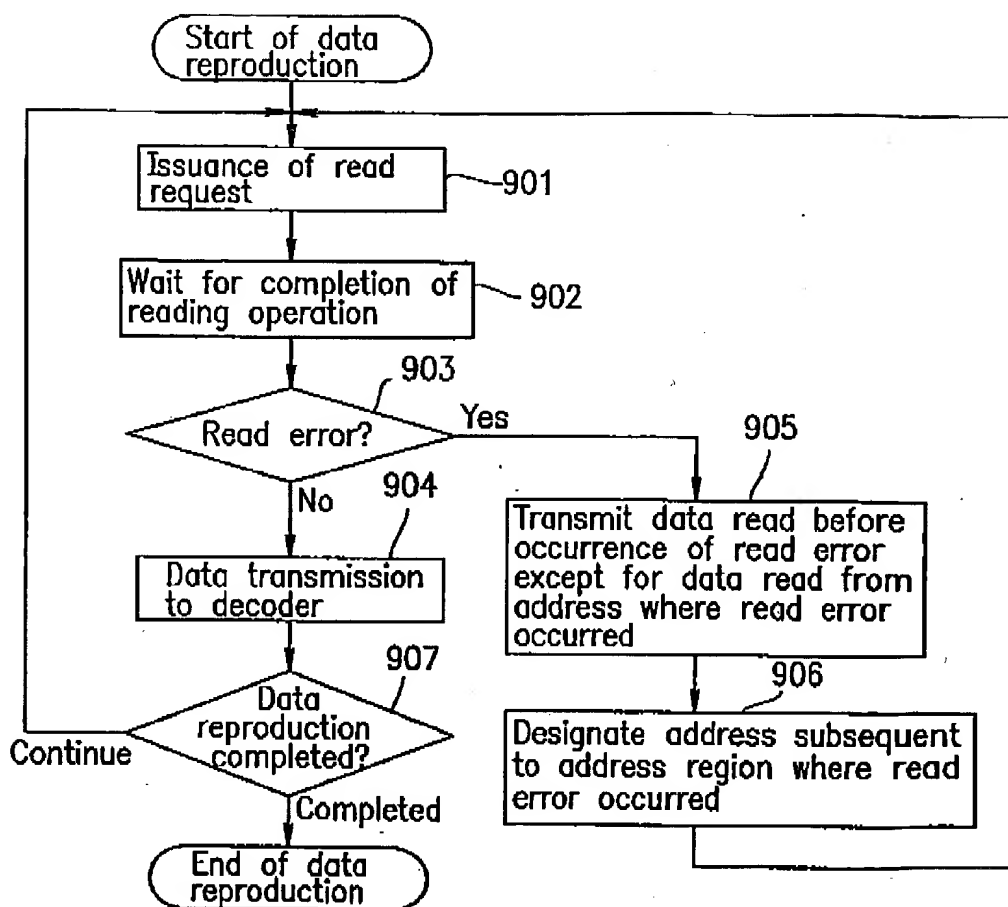 Start of data
reproduction
Issuance of read
request
901
Wait for completion of
reading operation
902
903
Read error?
Yes
No
904
Data transmission
to decoder
905
Transmit data read before
occurrence of read error
except for data read from
address where read error
occurred
906
Designate address subsequent
to address region where read
error occurred
907
Data
reproduction
completed?
Continue
Completed
End of data
reproduction